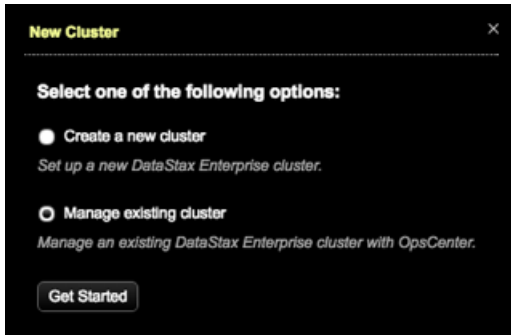 New Cluster
Select one of the following options:
Create a new cluster
Set up a new DataStax Enterprise cluster.
Manage existing cluster
Manage an existing DataStax Enterprise cluster with OpsCenter.
Get Started